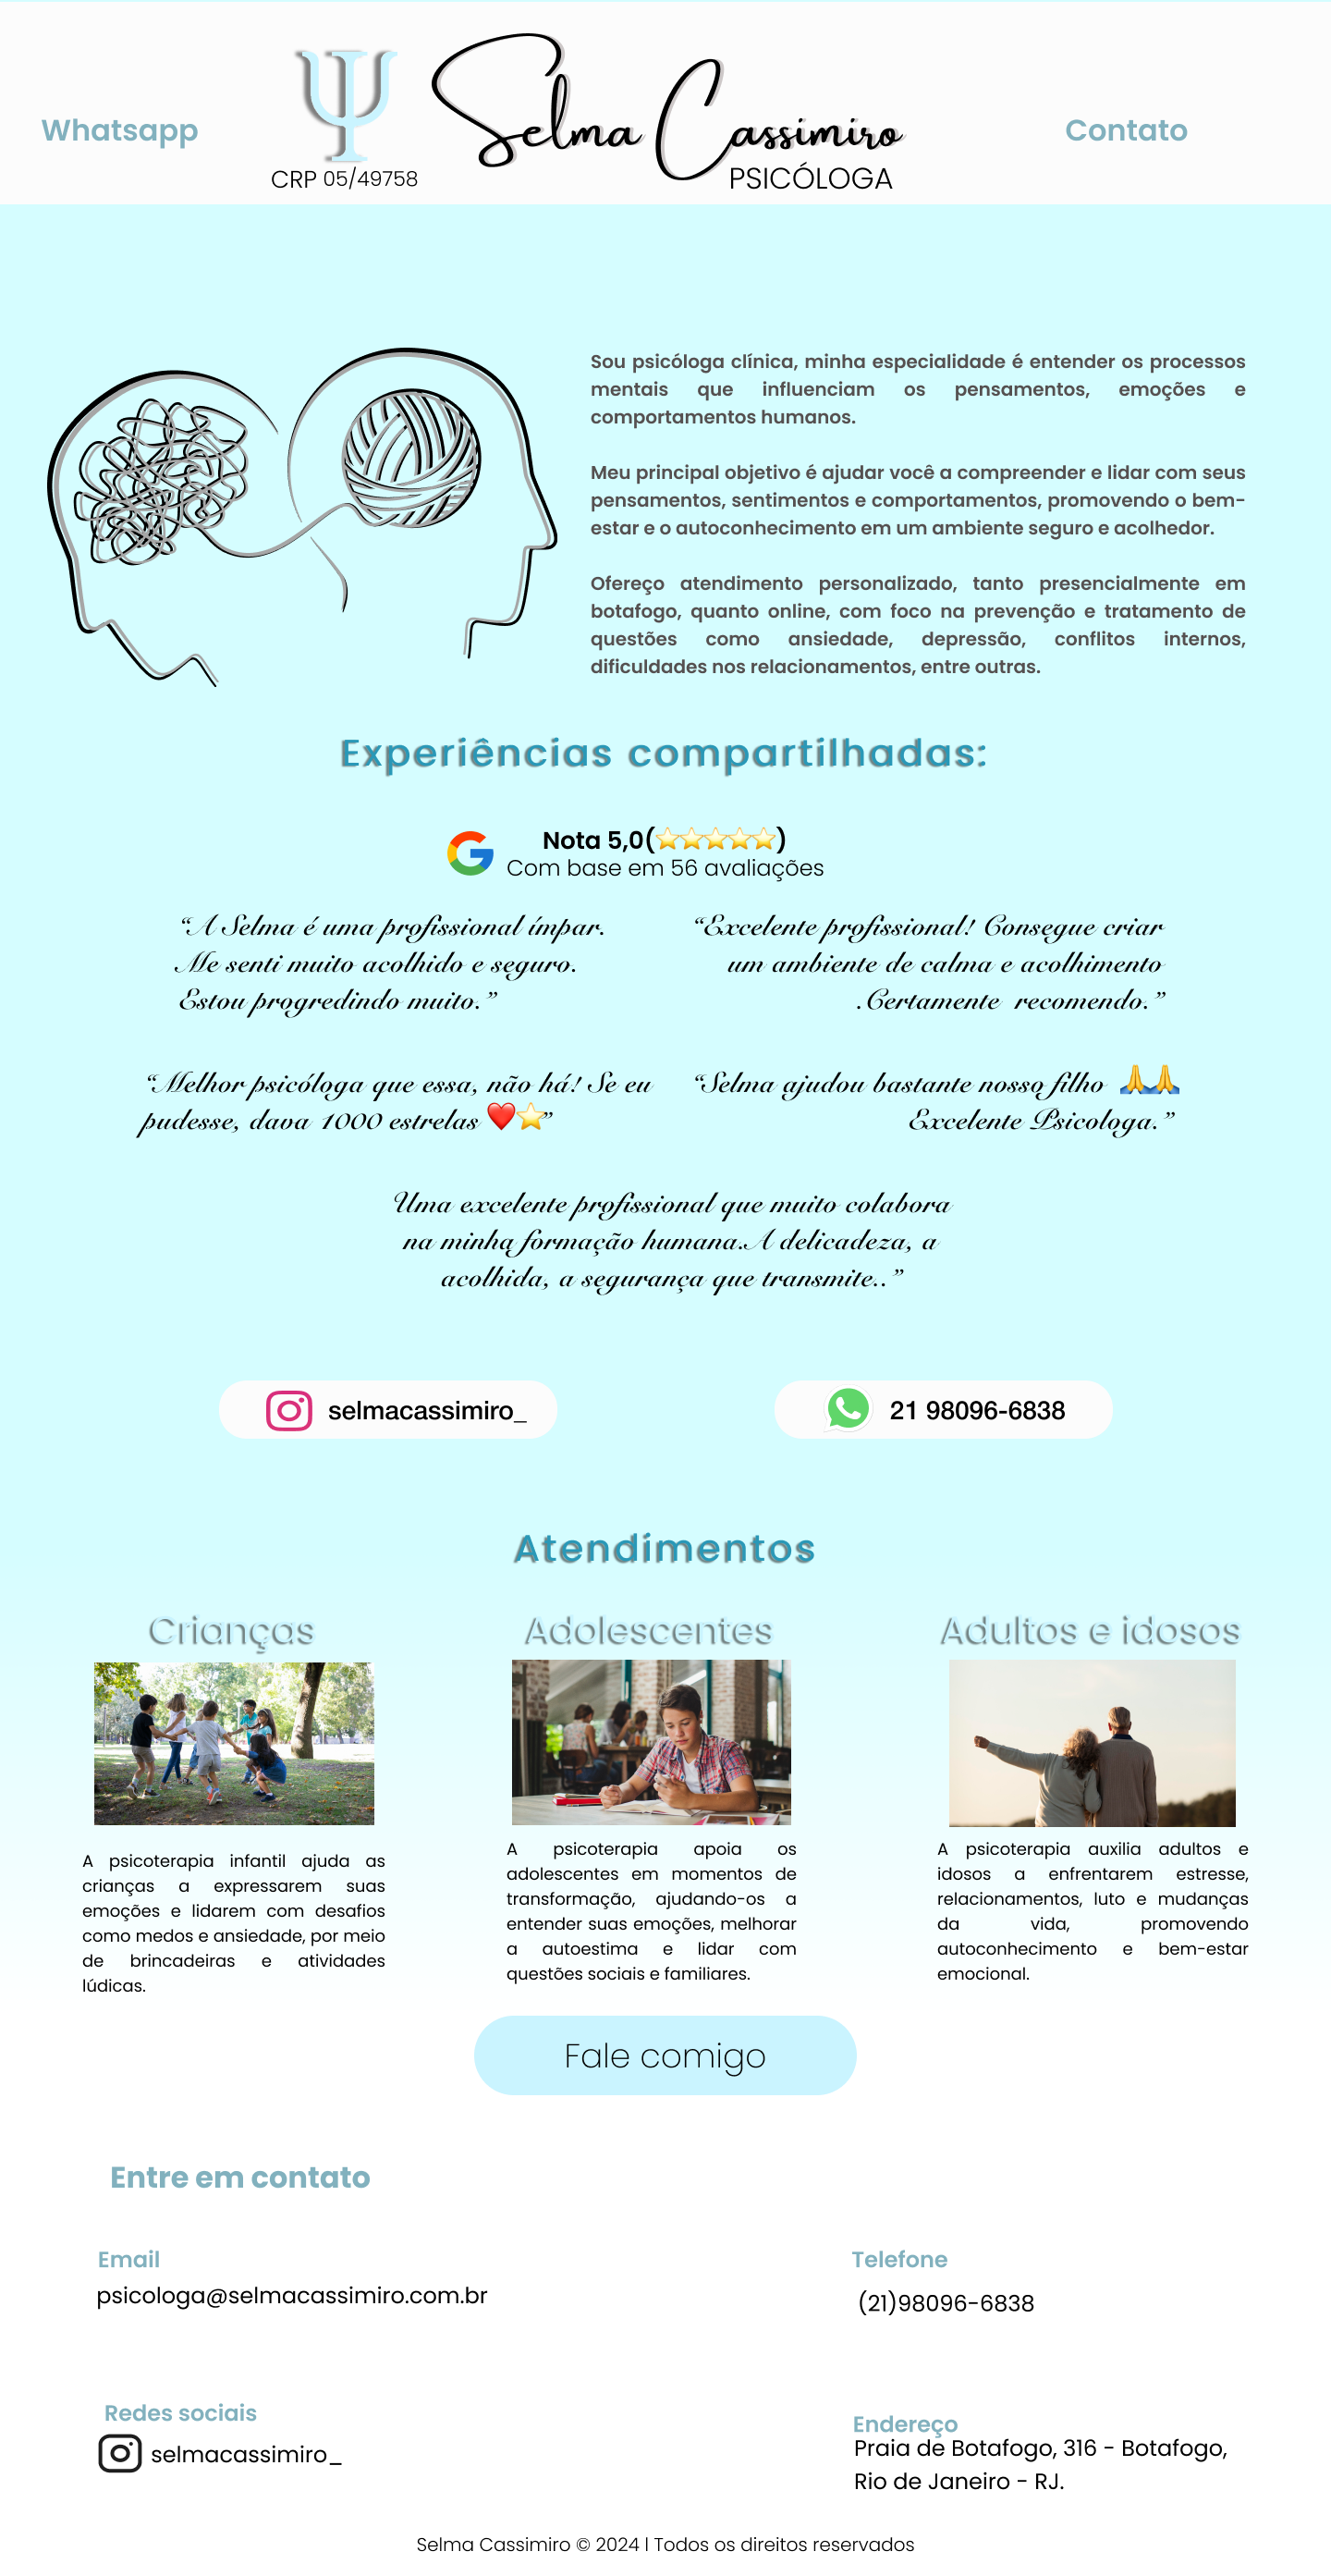 Whatsapp
Ψ
Selma Cassimiro
Contato
CRP 05/49758
PSICÓLOGA
Sou psicóloga clínica, minha especialidade é entender os processos
mentais que influenciam os pensamentos, emoções e
comportamentos humanos.
Meu principal objetivo é ajudar você a compreender e lidar com seus
pensamentos, sentimentos e comportamentos, promovendo o bem-
estar e o autoconhecimento em um ambiente seguro e acolhedor.
Ofereço atendimento personalizado, tanto presencialmente em
botafogo, quanto online, com foco na prevenção e tratamento de
questões como ansiedade, depressão, conflitos internos,
dificuldades nos relacionamentos, entre outras.
Experiências compartilhadas:
G
Nota 5,0(⭐⭐⭐⭐⭐)
Com base em 56 avaliações
“A Selma é uma profissional ímpar.
Me senti muito acolhido e seguro.
Estou progredindo muito.”
“Excelente profissional! Consegue criar
um ambiente de calma e acolhimento
.Certamente recomendo.”
“Melhor psicóloga que essa, não há! Se eu
pudesse, dava 1000 estrelas ❤️⭐”
“Selma ajudou bastante nosso filho 🙏🙏
Excelente Psicologa.”
Uma excelente profissional que muito colabora
na minha formação humana.A delicadeza, a
acolhida, a segurança que transmite..”
selmacassimiro_
21 98096-6838
Atendimentos
Crianças
A psicoterapia infantil ajuda as
crianças a expressarem suas
emoções e lidarem com desafios
como medos e ansiedade, por meio
de brincadeiras e atividades
lúdicas.
Adolescentes
A psicoterapia apoia os
adolescentes em momentos de
transformação, ajudando-os a
entender suas emoções, melhorar
a autoestima e lidar com
questões sociais e familiares.
Adultos e idosos
A psicoterapia auxilia adultos e
idosos a enfrentarem estresse,
relacionamentos, luto e mudanças
da vida, promovendo
autoconhecimento e bem-estar
emocional.
Fale comigo
Entre em contato
Email
psicologa@selmacassimiro.com.br
Telefone
(21)98096-6838
Redes sociais
selmacassimiro_
Endereço
Praia de Botafogo, 316 - Botafogo,
Rio de Janeiro - RJ.
Selma Cassimiro © 2024 | Todos os direitos reservados